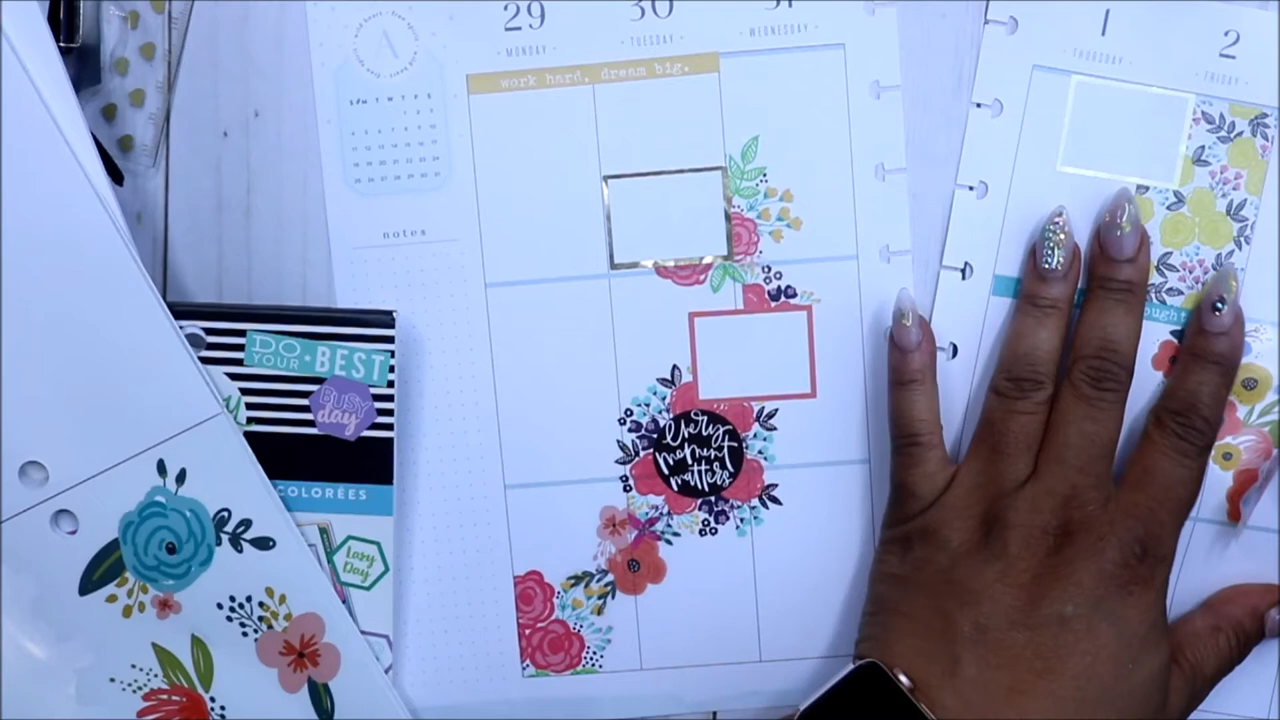 29
30
31
1
2
· MONDAY ·
· TUESDAY ·
· WEDNESDAY ·
· THURSDAY ·
· FRIDAY ·
A
work hard, dream big.
notes
every
moment
matters
DO
YOUR
BEST
BUSY
day
COLORÉES
Lazy
Day